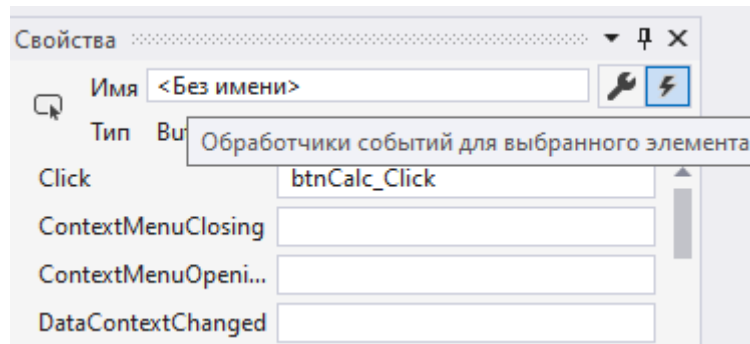 Свойства
Имя <Без имени>
Тип
Обработчики событий для выбранного элемента
Click btnCalc_Click
ContextMenuClosing
ContextMenuOpeni...
DataContextChanged